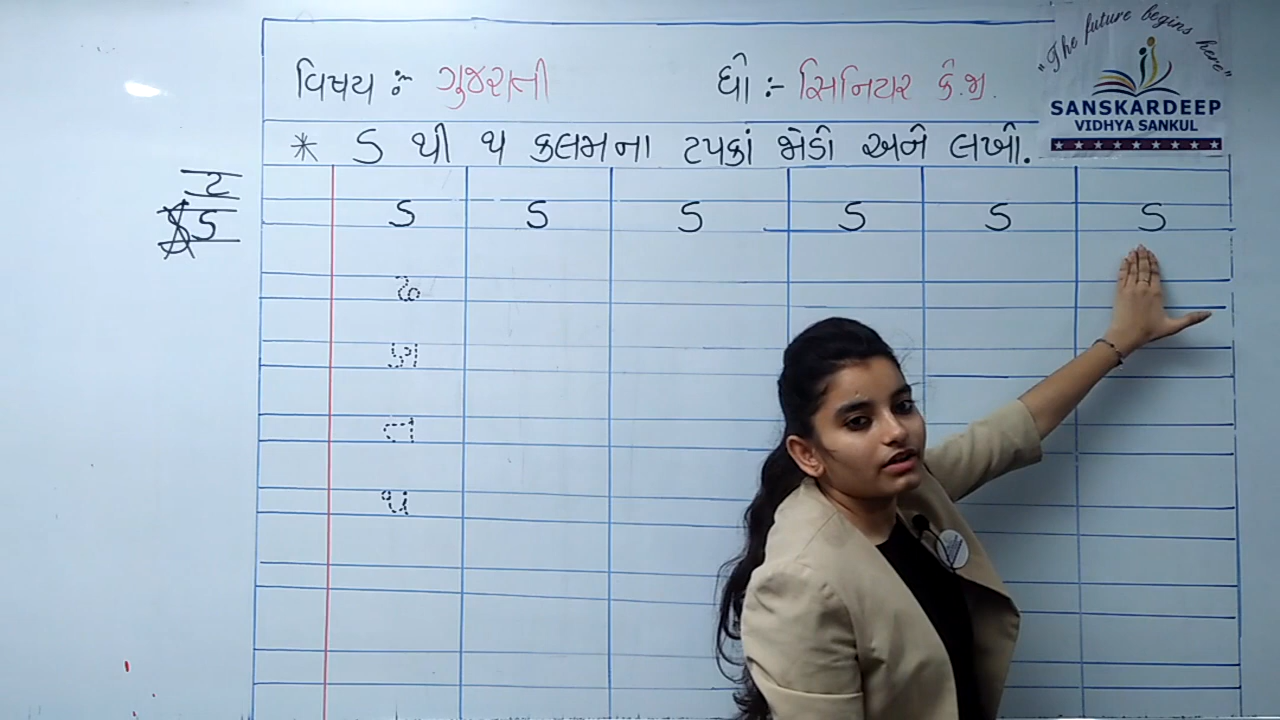 "The future begins here"
SANSKARDEEP
VIDHYA SANKUL
વિષય :- ગુજરાતી ધો :- સિનિયર કે.જી.
* ડ થી થ કલમના ટપકાં જોડો અને લખો.
ટ
ડ
ડ ડ ડ ડ ડ ડ
ઢ
ણ
ત
થ